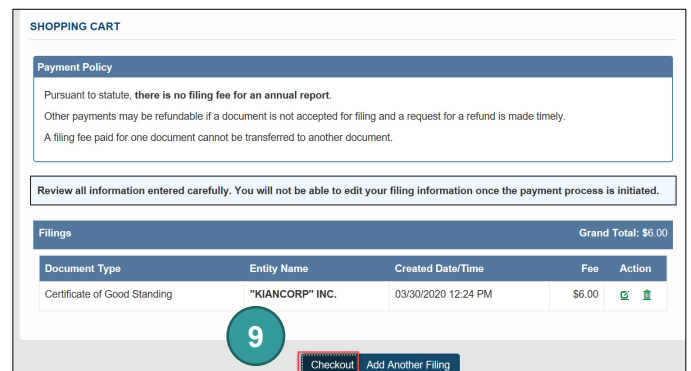 SHOPPING CART
Payment Policy
Pursuant to statute, there is no filing fee for an annual report.
Other payments may be refundable if a document is not accepted for filing and a request for a refund is made timely.
A filing fee paid for one document cannot be transferred to another document.
Review all information entered carefully. You will not be able to edit your filing information once the payment process is initiated.
Filings Grand Total: $6.00
Document Type Entity Name Created Date/Time Fee Action
Certificate of Good Standing "KIANCORP" INC. 03/30/2020 12:24 PM $6.00
9
Checkout Add Another Filing